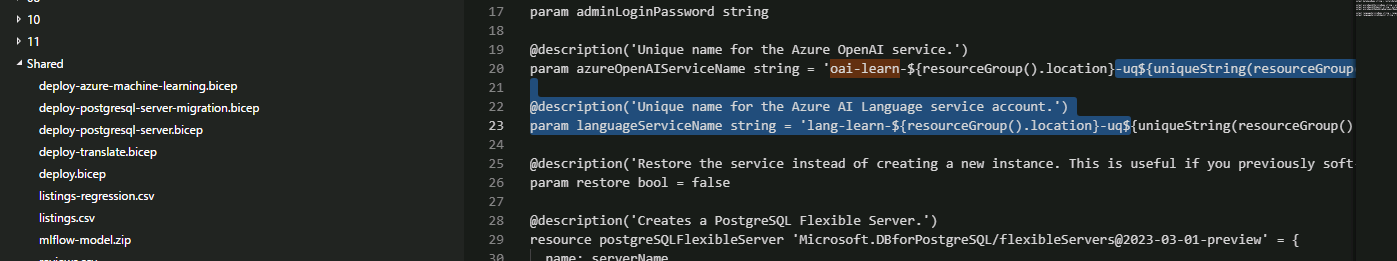 10
11
Shared
deploy-azure-machine-learning.bicep
deploy-postgresql-server-migration.bicep
deploy-postgresql-server.bicep
deploy-translate.bicep
deploy.bicep
listings-regression.csv
listings.csv
mlflow-model.zip
17 param adminLoginPassword string
18
19 @description('Unique name for the Azure OpenAI service.')
20 param azureOpenAIServiceName string = 'oai-learn-${resourceGroup().location}-uq${uniqueString(resourceGroup
21
22 @description('Unique name for the Azure AI Language service account.')
23 param languageServiceName string = 'lang-learn-${resourceGroup().location}-uq${uniqueString(resourceGroup()
24
25 @description('Restore the service instead of creating a new instance. This is useful if you previously soft
26 param restore bool = false
27
28 @description('Creates a PostgreSQL Flexible Server.')
29 resource postgreSQLFlexibleServer 'Microsoft.DBforPostgreSQL/flexibleServers@2023-03-01-preview' = {
30 name: serverName